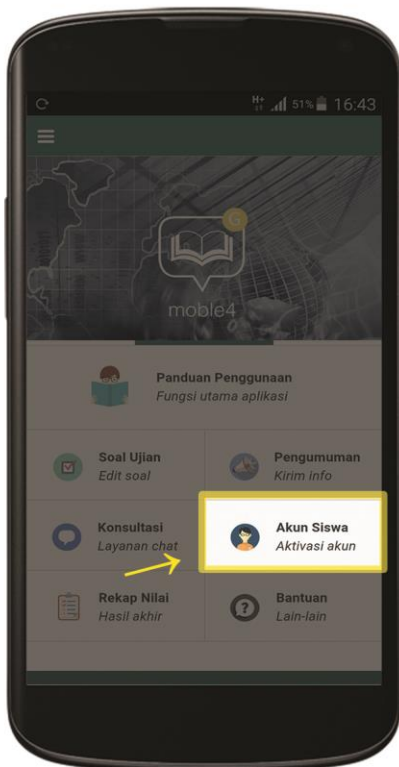 H+ 51% 16:43
G
moble4
Panduan Penggunaan
Fungsi utama aplikasi
Soal Ujian
Edit soal
Pengumuman
Kirim info
Konsultasi
Layanan chat
Akun Siswa
Aktivasi akun
Rekap Nilai
Hasil akhir
Bantuan
Lain-lain